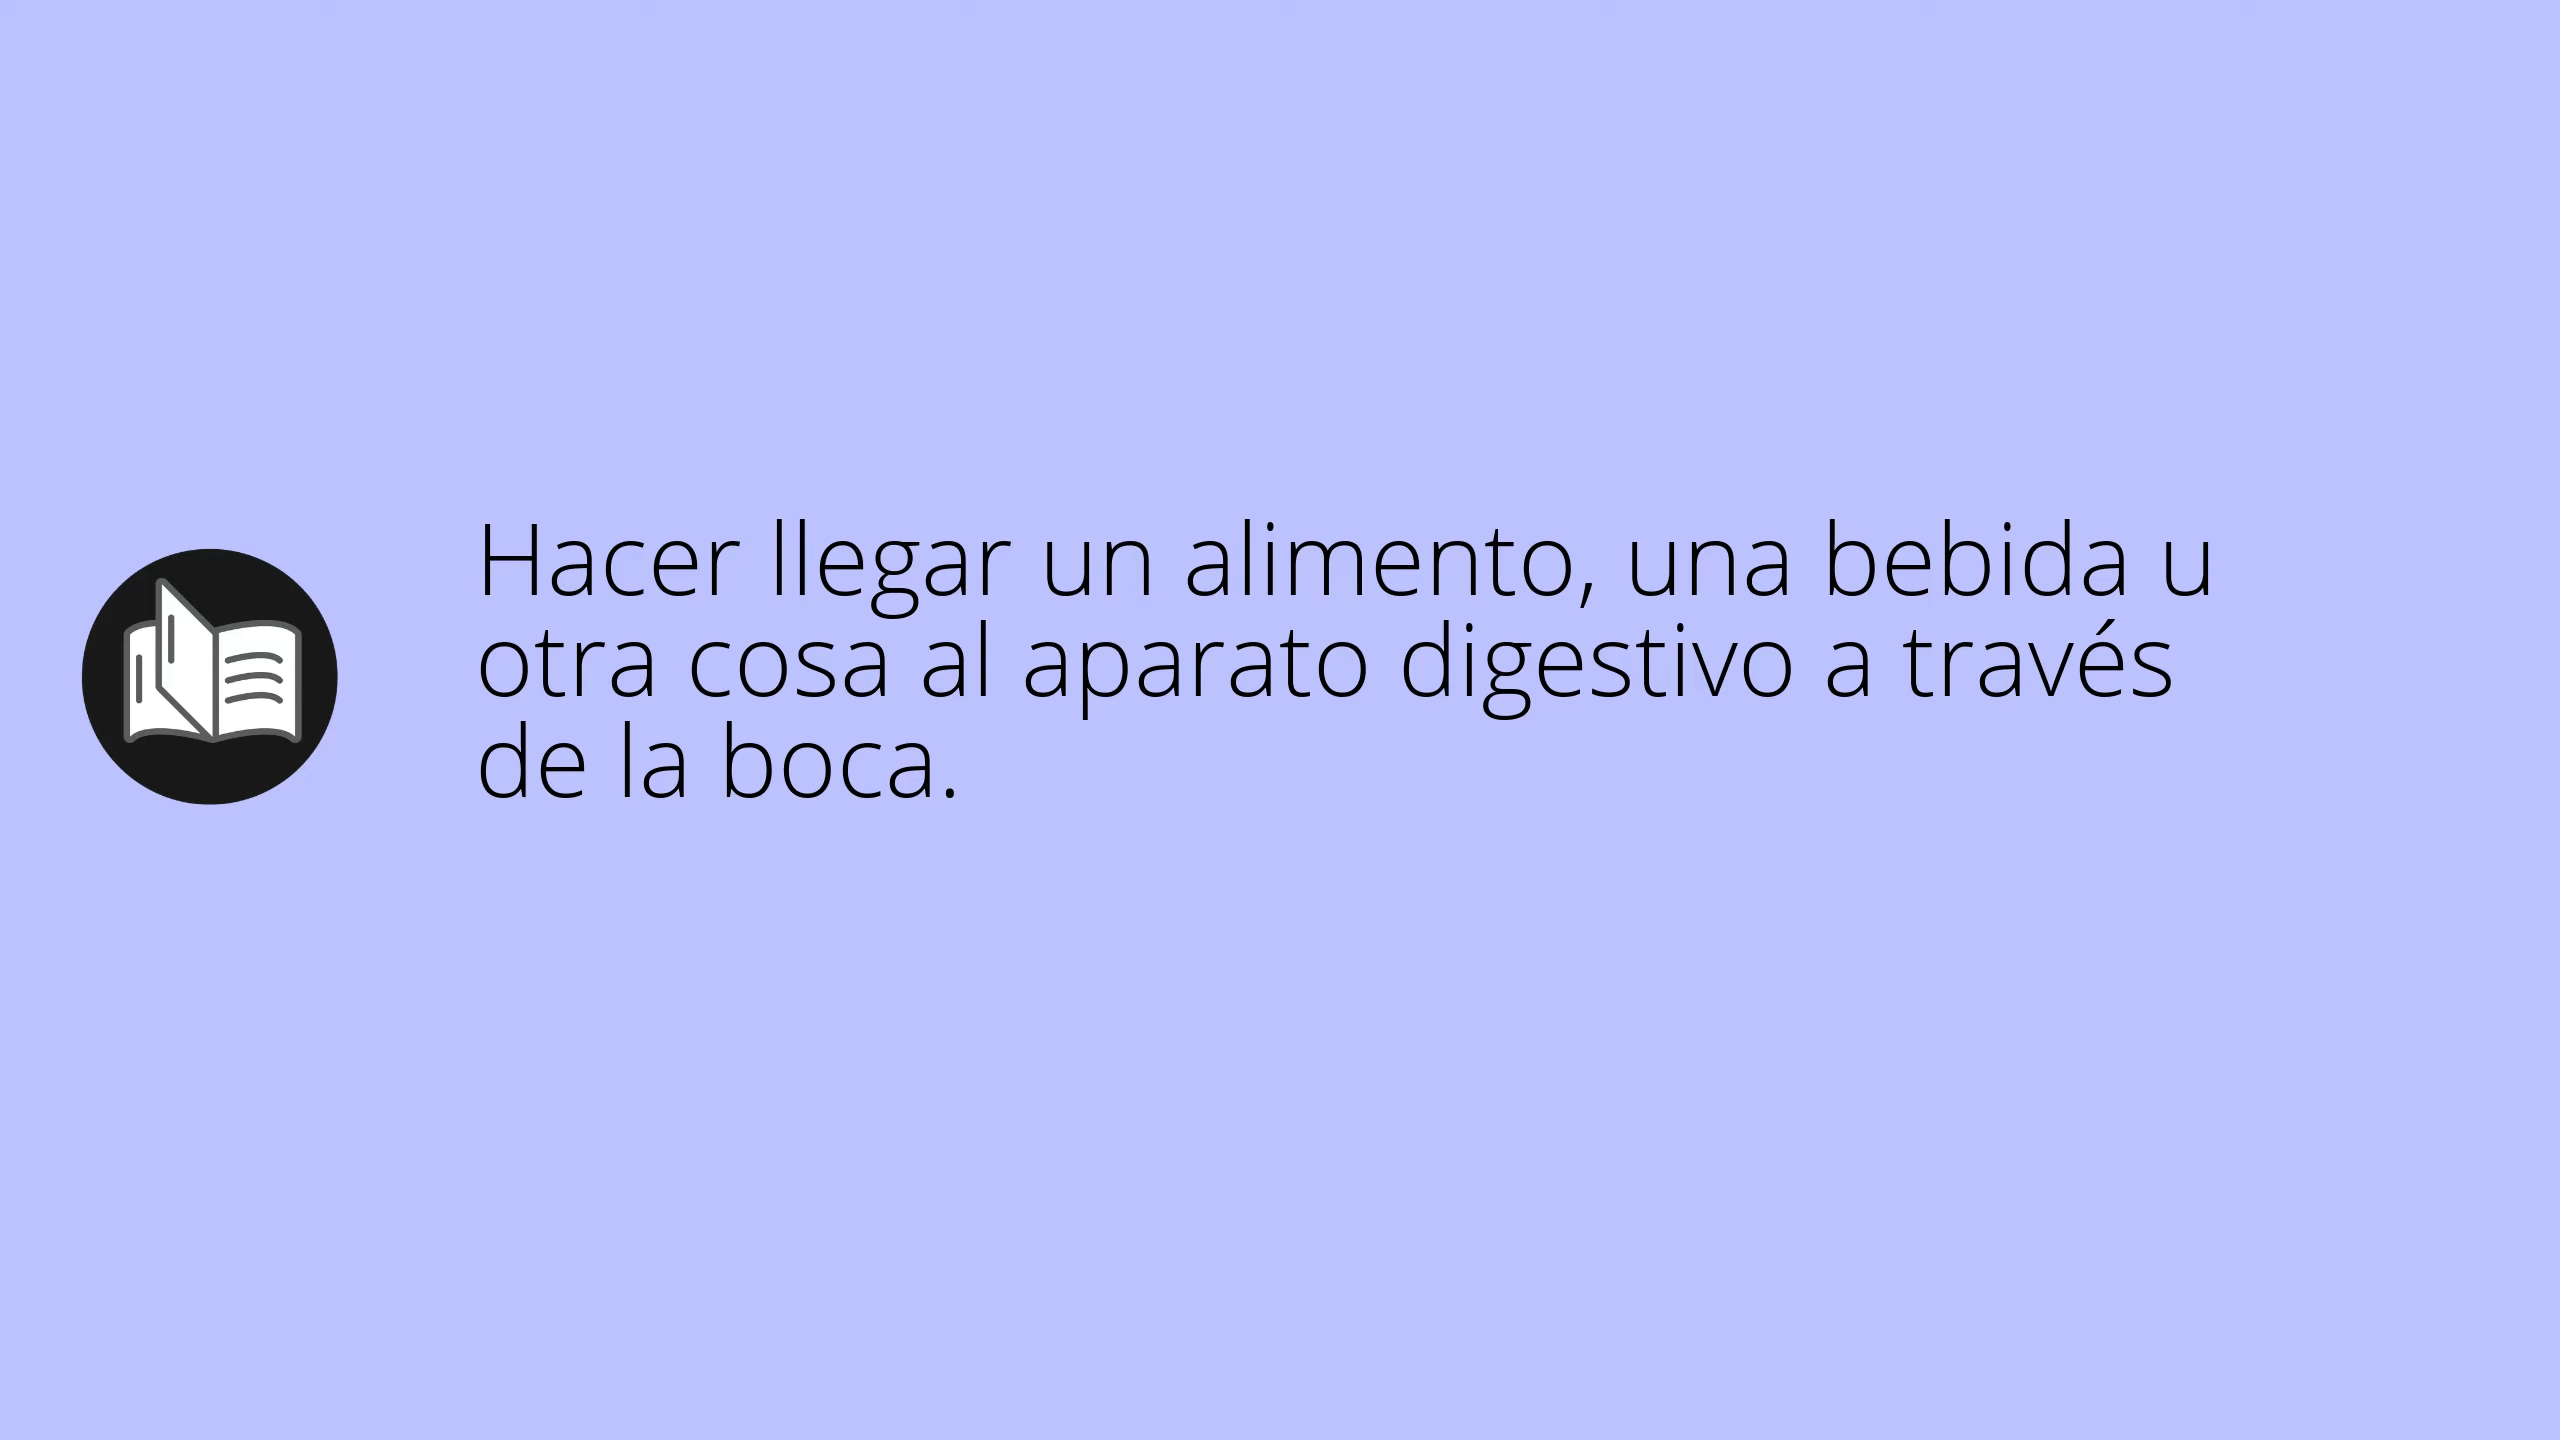 Hacer llegar un alimento, una bebida u
otra cosa al aparato digestivo a través
de la boca.